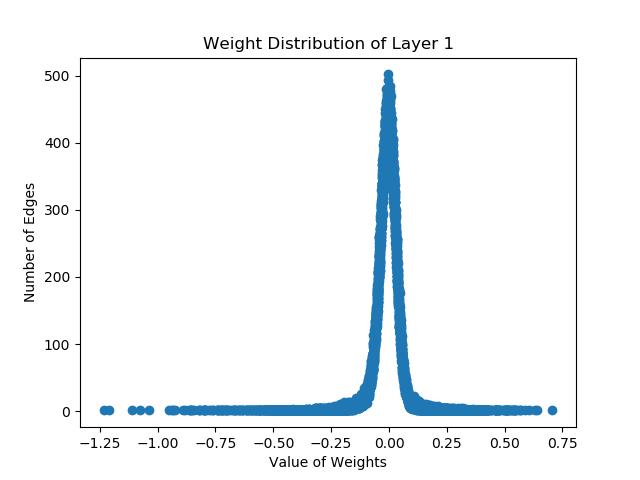 Weight Distribution of Layer 1
Number of Edges
500
400
300
200
100
0
−1.25 −1.00 −0.75 −0.50 −0.25 0.00 0.25 0.50 0.75
Value of Weights